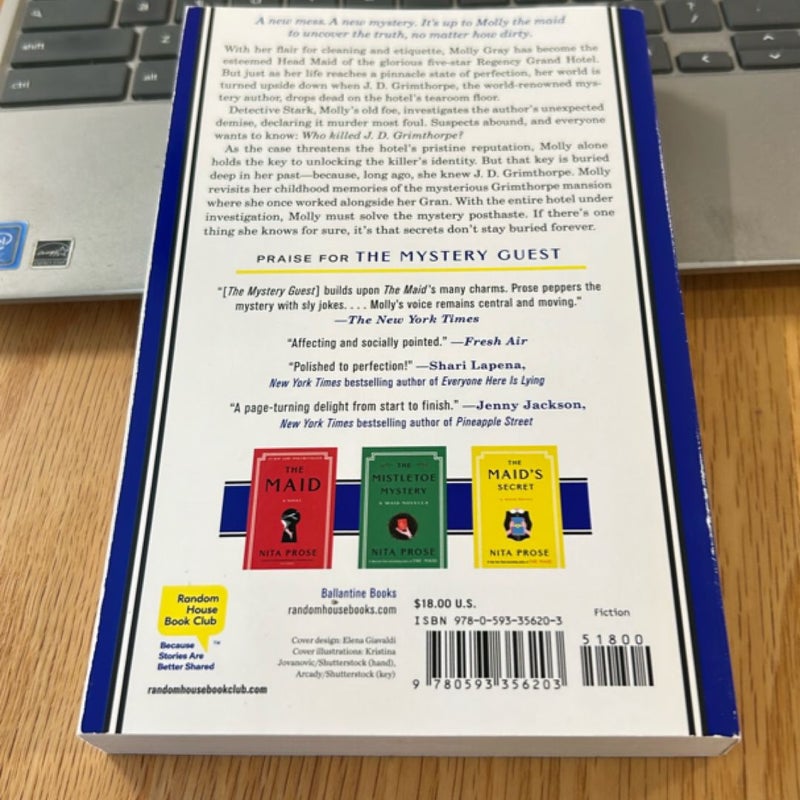 shift
ctrl
Z
alt
A new mess. A new mystery. It's up to Molly the maid
to uncover the truth, no matter how dirty.
With her flair for cleaning and etiquette, Molly Gray has become the
esteemed Head Maid of the glorious five-star Regency Grand Hotel.
But just as her life reaches a pinnacle state of perfection, her world is
turned upside down when J. D. Grimthorpe, the world-renowned mys-
tery author, drops dead on the hotel's tearoom floor.
Detective Stark, Molly's old foe, investigates the author's unexpected
demise, declaring it murder most foul. Suspects abound, and everyone
wants to know: Who killed J. D. Grimthorpe?
As the case threatens the hotel's pristine reputation, Molly alone
holds the key to unlocking the killer's identity. But that key is buried
deep in her past—because, long ago, she knew J. D. Grimthorpe. Molly
revisits her childhood memories of the mysterious Grimthorpe mansion
where she once worked alongside her Gran. With the entire hotel under
investigation, Molly must solve the mystery posthaste. If there's one
thing she knows for sure, it's that secrets don't stay buried forever.
PRAISE FOR THE MYSTERY GUEST
"[The Mystery Guest] builds upon The Maid's many charms. Prose peppers the
mystery with sly jokes. . . . Molly's voice remains central and moving."
—The New York Times
"Affecting and socially pointed." —Fresh Air
"Polished to perfection!" —Shari Lapena,
New York Times bestselling author of Everyone Here Is Lying
"A page-turning delight from start to finish." —Jenny Jackson,
New York Times bestselling author of Pineapple Street
THE
MAID
A NOVEL
NITA PROSE
THE
MISTLETOE
MYSTERY
A MAID NOVELLA
NITA PROSE
THE
MAID'S
SECRET
NITA PROSE
Random
House
Book Club
Because
Stories Are
Better Shared
TM
randomhousebookclub.com
Ballantine Books
randomhousebooks.com
Cover design: Elena Giavaldi
Cover illustrations: Kristina
Jovanovic/Shutterstock (hand),
Arcady/Shutterstock (key)
$18.00 U.S.
ISBN 978-0-593-35620-3
9 780593 356203
Fiction
51800